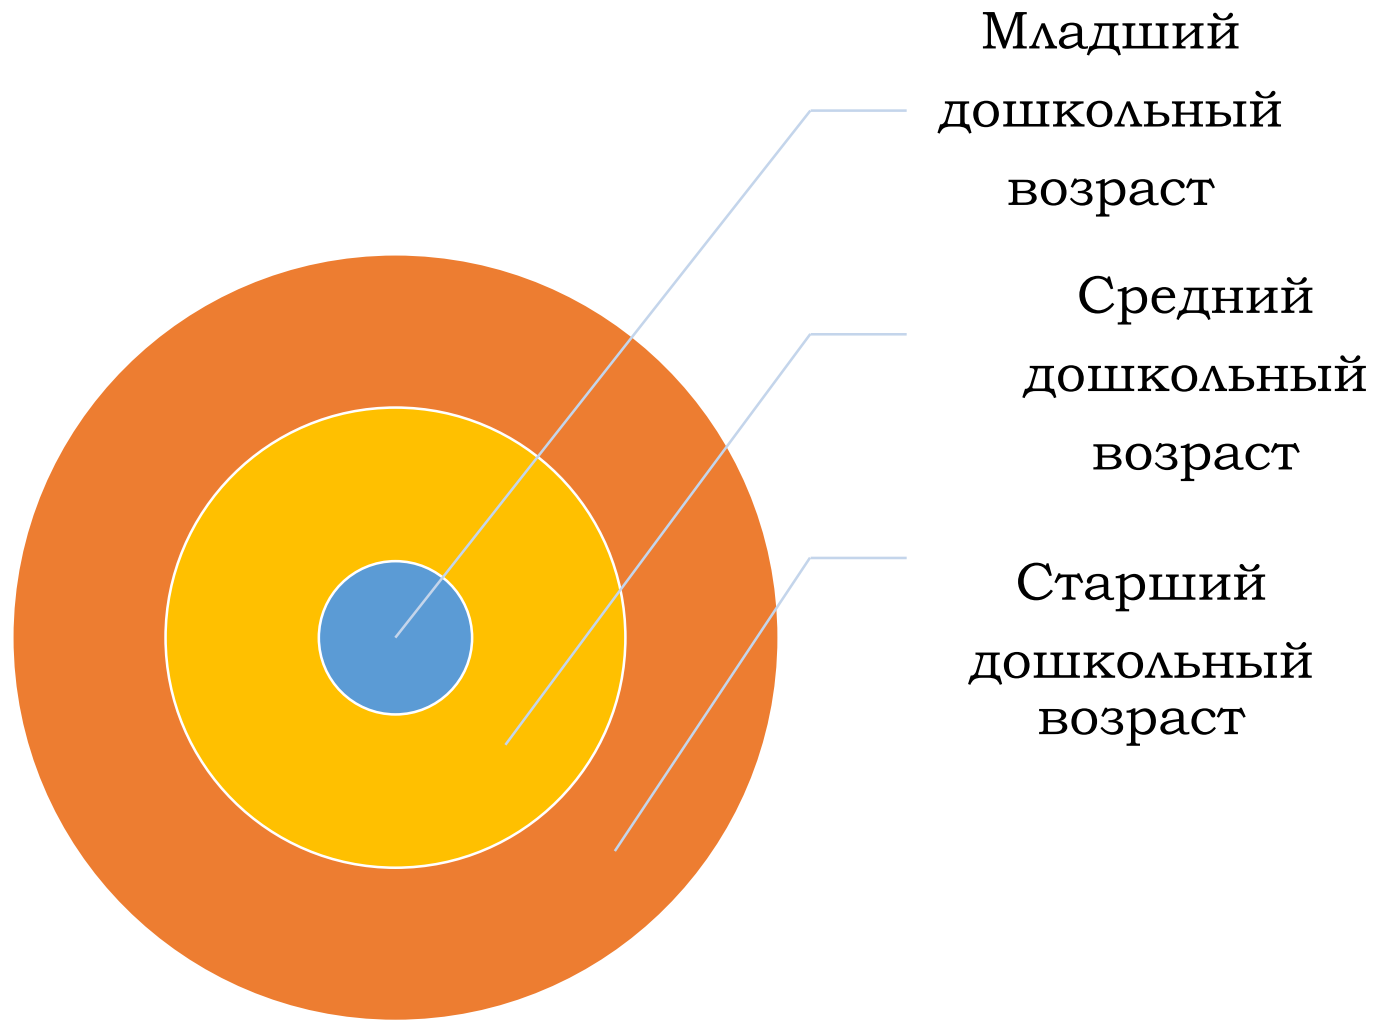 Младший
дошкольный
возраст
Средний
дошкольный
возраст
Старший
дошкольный
возраст